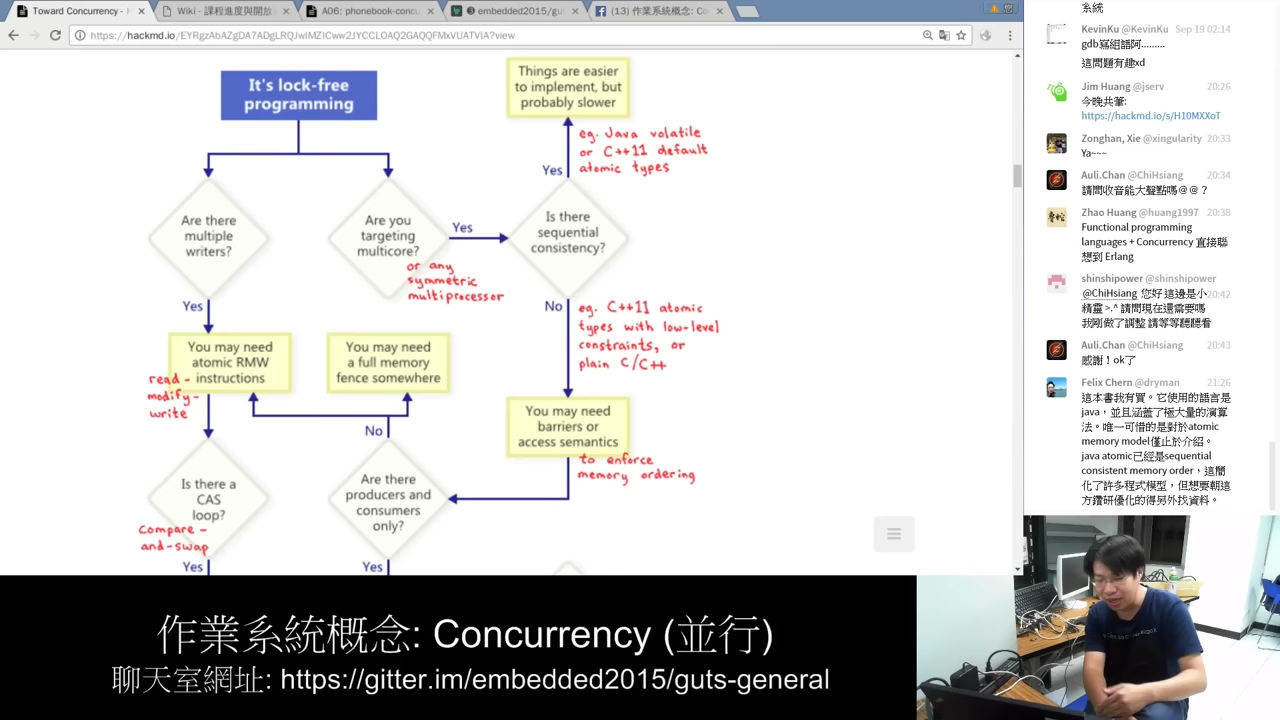 Toward Concurrency - H
Wiki - 課程進度與開放
A06: phonebook-concur
❸ embedded2015/gut
(13) 作業系統概念: Co
https://hackmd.io/EYRgzAbAZgDA7ADgLRQJwIMZICww2JYCCLOAQ2GAQQFMxVUATVIA?view
It's lock-free
programming
Things are easier
to implement, but
probably slower
eg. Java volatile
or C++11 default
atomic types
Yes
Are there
multiple
writers?
Are you
targeting
multicore?
or any
symmetric
multiprocessor
Yes
Is there
sequential
consistency?
Yes
No
eg. C++11 atomic
types with low-level
constraints, or
plain C/C++
You may need
atomic RMW
instructions
read-
modify-
write
You may need
a full memory
fence somewhere
You may need
barriers or
access semantics
to enforce
memory ordering
No
Is there a
CAS
loop?
Compare-
and-swap
Are there
producers and
consumers
only?
Yes
Yes
系統
KevinKu @KevinKu Sep 19 02:14
gdb寫組語阿.........
這問題有趣xd
Jim Huang @jserv 20:26
今晚共筆:
https://hackmd.io/s/H10MXXoT
Zonghan, Xie @xingularity 20:33
Ya~~~
Auli.Chan @ChiHsiang 20:34
請問收音能大聲點嗎@@？
Zhao Huang @huang1997 20:38
Functional programming
languages + Concurrency 直接聯
想到 Erlang
shinshipower @shinshipower
20:42
@ChiHsiang 您好 這邊是小
精靈 >.^ 請問現在還需要嗎
我剛做了調整 請等等聽聽看
Auli.Chan @ChiHsiang 20:43
感謝！ok了
Felix Chern @dryman 21:26
這本書我有買。它使用的語言是
java，並且涵蓋了極大量的演算
法。唯一可惜的是對於atomic
memory model僅止於介紹。
java atomic已經是sequential
consistent memory order，這簡
化了許多程式模型，但想要朝這
方鑽研優化的得另外找資料。
作業系統概念: Concurrency (並行)
聊天室網址: https://gitter.im/embedded2015/guts-general